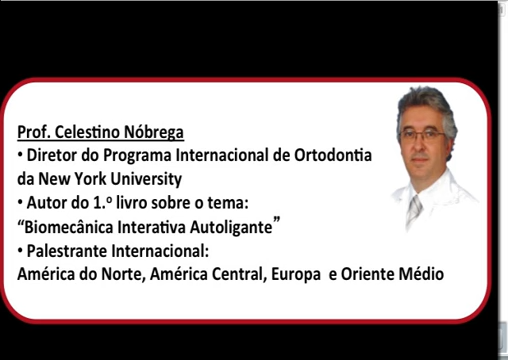 Prof. Celestino Nóbrega
• Diretor do Programa Internacional de Ortodontia
da New York University
• Autor do 1.º livro sobre o tema:
“Biomecânica Interativa Autoligante”
• Palestrante Internacional:
América do Norte, América Central, Europa e Oriente Médio